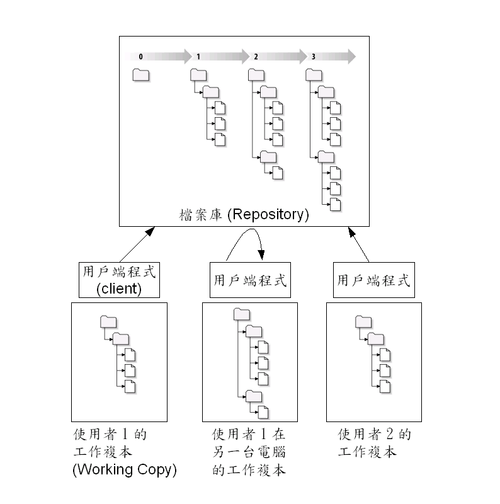 0 1 2 3
檔案庫 (Repository)
用戶端程式
(client)
用戶端程式
用戶端程式
使用者1的
工作複本
(Working Copy)
使用者1在
另一台電腦
的工作複本
使用者2的
工作複本